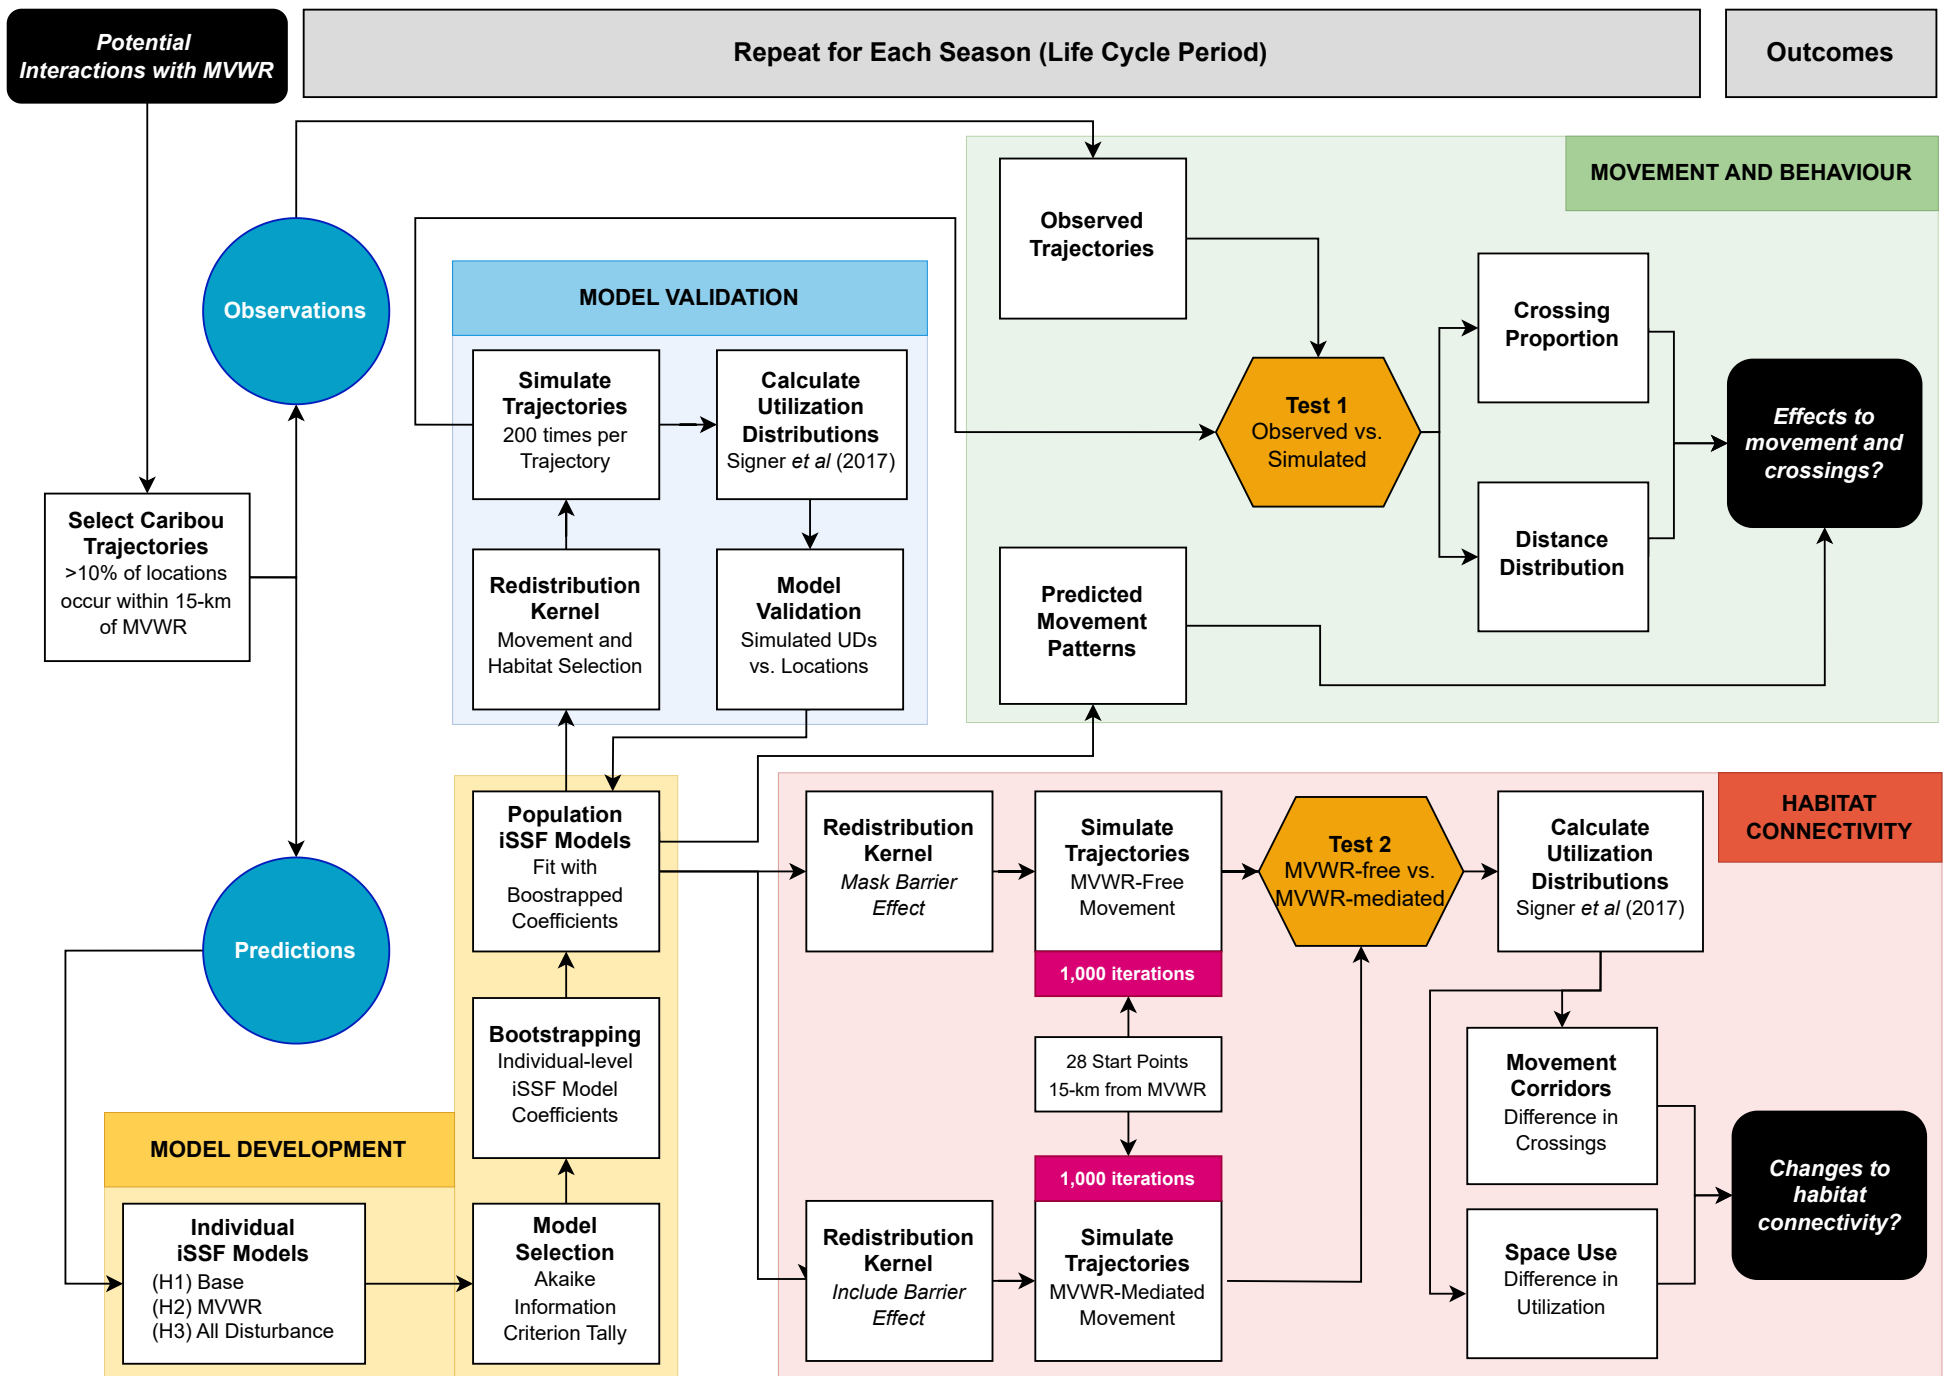 Potential
Interactions with MVWR
Repeat for Each Season (Life Cycle Period)
Outcomes
MOVEMENT AND BEHAVIOUR
Observed
Trajectories
Observations
MODEL VALIDATION
Simulate
Trajectories
200 times per
Trajectory
Calculate
Utilization
Distributions
Signer et al (2017)
Crossing
Proportion
Test 1
Observed vs.
Simulated
Effects to
movement and
crossings?
Select Caribou
Trajectories
>10% of locations
occur within 15-km
of MVWR
Redistribution
Kernel
Movement and
Habitat Selection
Model
Validation
Simulated UDs
vs. Locations
Predicted
Movement
Patterns
Distance
Distribution
HABITAT
CONNECTIVITY
Population
iSSF Models
Fit with
Boostrapped
Coefficients
Redistribution
Kernel
Mask Barrier
Effect
Simulate
Trajectories
MVWR-Free
Movement
1,000 iterations
Test 2
MVWR-free vs.
MVWR-mediated
Calculate
Utilization
Distributions
Signer et al (2017)
Predictions
Bootstrapping
Individual-level
iSSF Model
Coefficients
28 Start Points
15-km from MVWR
Movement
Corridors
Difference in
Crossings
MODEL DEVELOPMENT
1,000 iterations
Changes to
habitat
connectivity?
Individual
iSSF Models
(H1) Base
(H2) MVWR
(H3) All Disturbance
Model
Selection
Akaike
Information
Criterion Tally
Redistribution
Kernel
Include Barrier
Effect
Simulate
Trajectories
MVWR-Mediated
Movement
Space Use
Difference in
Utilization